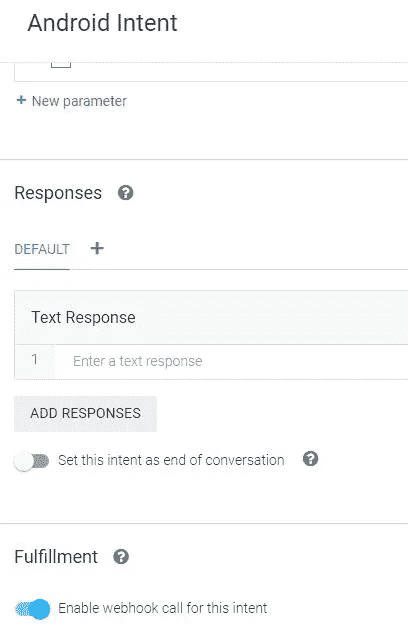 Android Intent
+ New parameter
Responses ?
DEFAULT +
Text Response
1 Enter a text response
ADD RESPONSES
Set this intent as end of conversation ?
Fulfillment ?
Enable webhook call for this intent